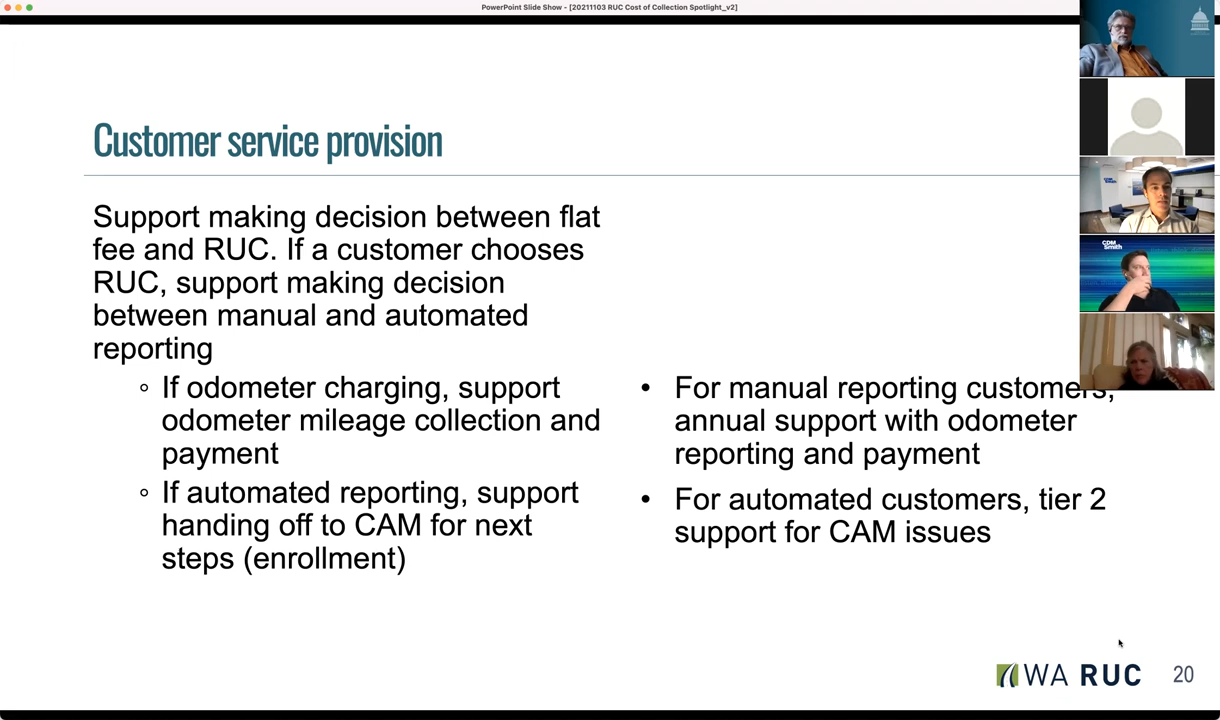 PowerPoint Slide Show - [20211103 RUC Cost of Collection Spotlight_v2]
Customer service provision
Support making decision between flat
fee and RUC. If a customer chooses
RUC, support making decision
between manual and automated
reporting
◦ If odometer charging, support
odometer mileage collection and
payment
◦ If automated reporting, support
handing off to CAM for next
steps (enrollment)
• For manual reporting customers,
annual support with odometer
reporting and payment
• For automated customers, tier 2
support for CAM issues
CDM
Smith
WA RUC
20